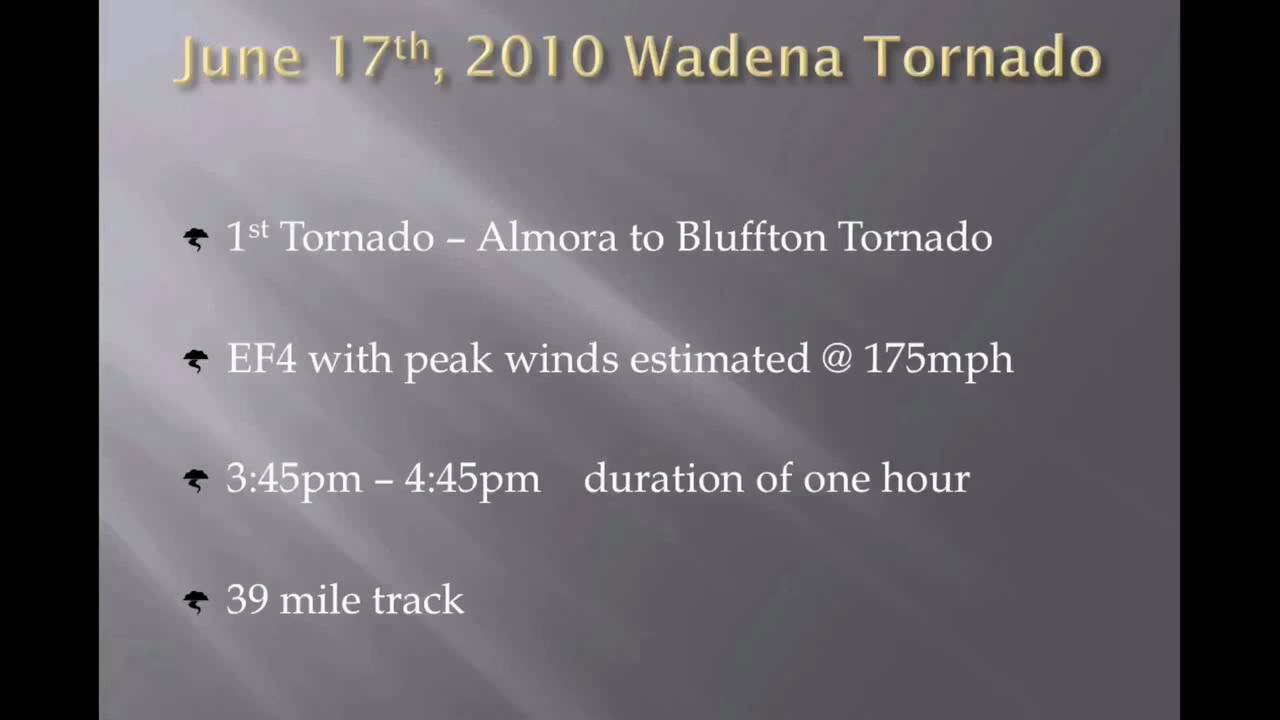 June 17th, 2010 Wadena Tornado
1st Tornado – Almora to Bluffton Tornado
EF4 with peak winds estimated @ 175mph
3:45pm – 4:45pm duration of one hour
39 mile track